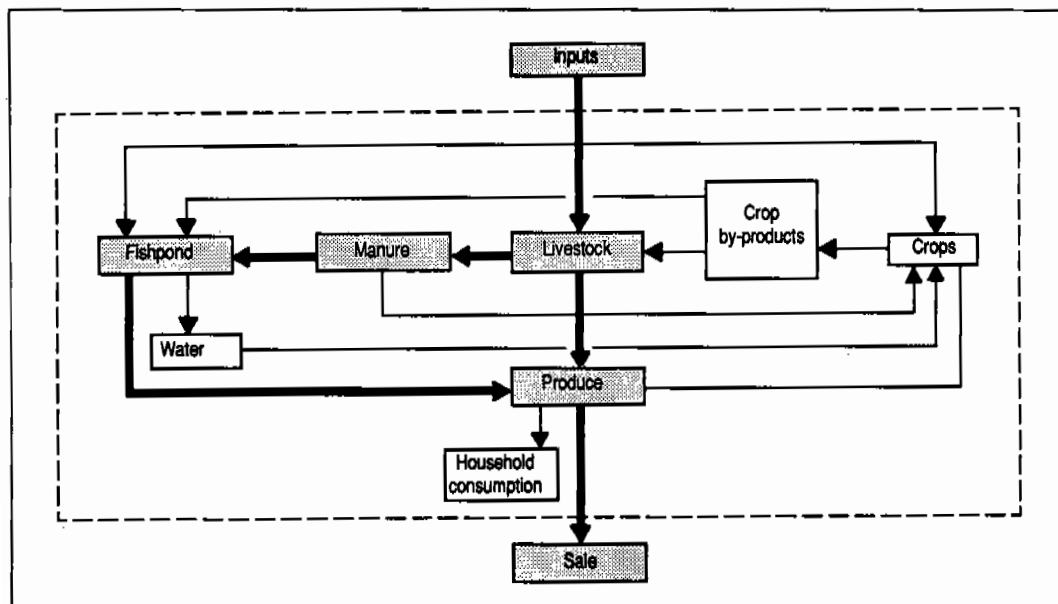 Inputs
Crop
by-products
Fishpond
Manure
Livestock
Crops
Water
Produce
Household
consumption
Sale